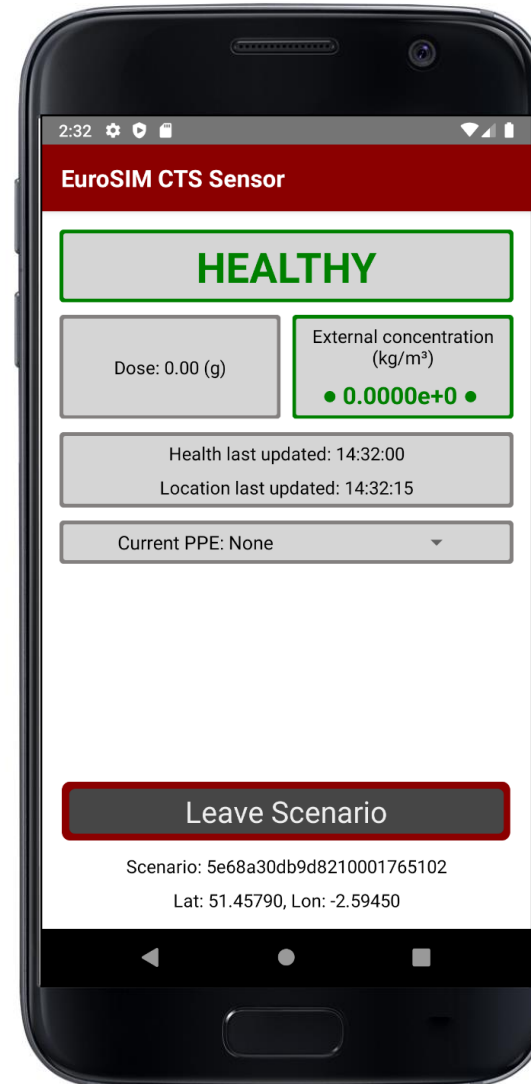 2:32
EuroSIM CTS Sensor
HEALTHY
Dose: 0.00 (g)
External concentration
(kg/m³)
● 0.0000e+0 ●
Health last updated: 14:32:00
Location last updated: 14:32:15
Current PPE: None
Leave Scenario
Scenario: 5e68a30db9d8210001765102
Lat: 51.45790, Lon: -2.59450